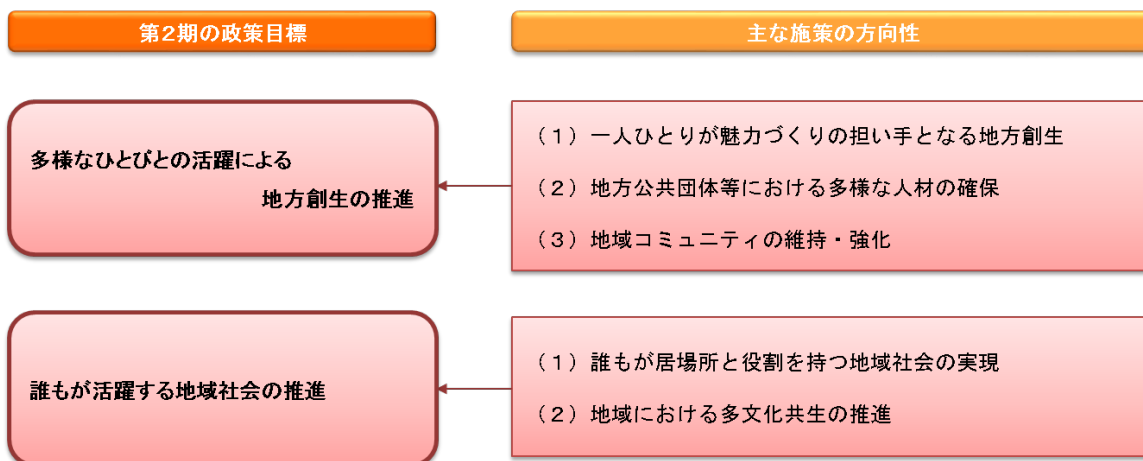 第2期の政策目標
主な施策の方向性
多様なひとびとの活躍による
地方創生の推進
（１）一人ひとりが魅力づくりの担い手となる地方創生
（２）地方公共団体等における多様な人材の確保
（３）地域コミュニティの維持・強化
誰もが活躍する地域社会の推進
（１）誰もが居場所と役割を持つ地域社会の実現
（２）地域における多文化共生の推進